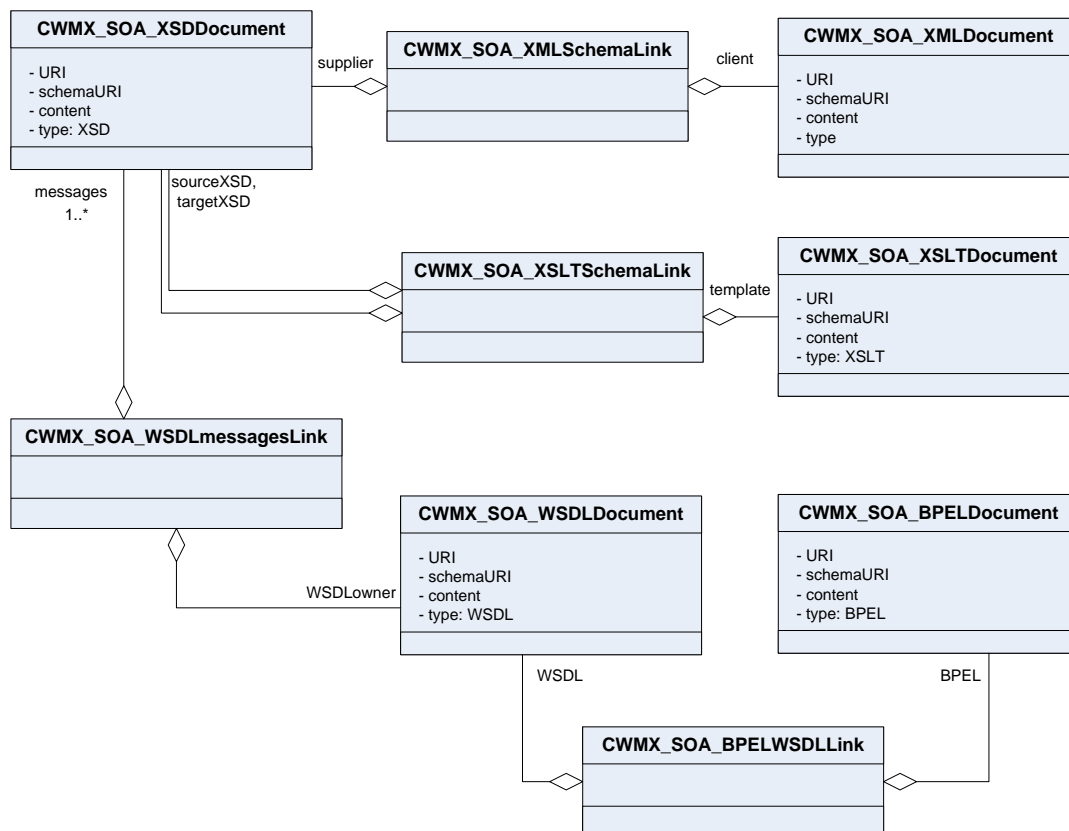 CWMX_SOA_XSDDocument
- URI
- schemaURI
- content
- type: XSD
supplier
CWMX_SOA_XMLSchemaLink
client
CWMX_SOA_XMLDocument
- URI
- schemaURI
- content
- type
messages
1..*
sourceXSD,
targetXSD
CWMX_SOA_XSLTSchemaLink
template
CWMX_SOA_XSLTDocument
- URI
- schemaURI
- content
- type: XSLT
CWMX_SOA_WSDLmessagesLink
WSDLowner
CWMX_SOA_WSDLDocument
- URI
- schemaURI
- content
- type: WSDL
CWMX_SOA_BPELDocument
- URI
- schemaURI
- content
- type: BPEL
WSDL
BPEL
CWMX_SOA_BPELWSDLLink